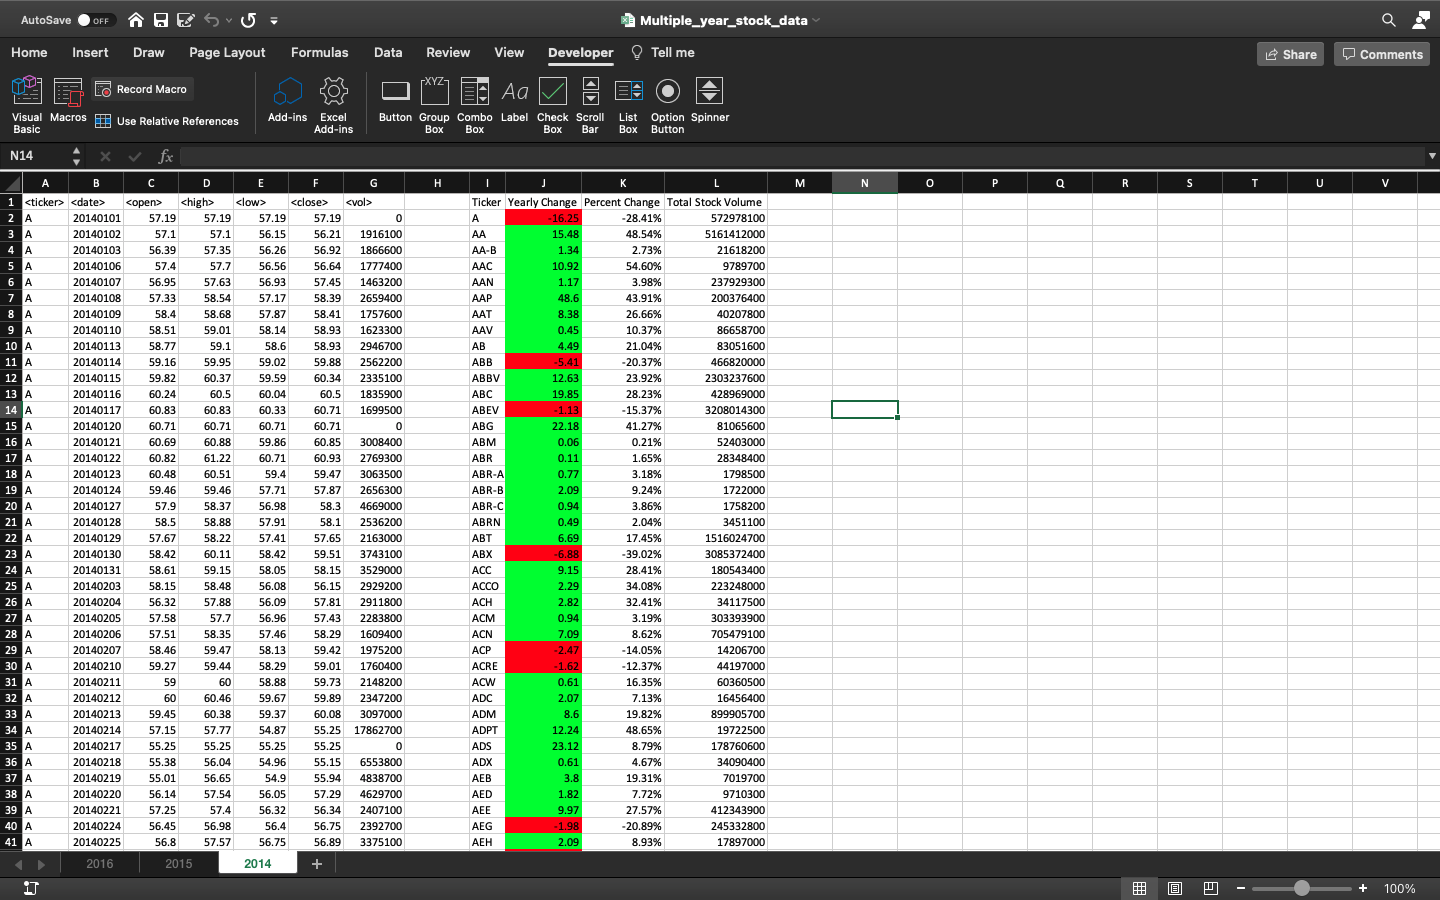 AutoSave OFF
Multiple_year_stock_data
Home Insert Draw Page Layout Formulas Data Review View Developer Tell me
Share Comments
Visual Basic
Macros
Record Macro
Use Relative References
Add-ins
Excel Add-ins
Button
Group Box
Combo Box
Label
Check Box
Scroll Bar
List Box
Option Button
Spinner
XYZ
Aa
N14 fx
A B C D E F G H I J K L M N O P Q R S T U V
1 <ticker> <date> <open> <high> <low> <close> <vol> Ticker Yearly Change Percent Change Total Stock Volume
2 A 20140101 57.19 57.19 57.19 57.19 0 A -16.25 -28.41% 572978100
3 A 20140102 57.1 57.1 56.15 56.21 1916100 AA 15.48 48.54% 5161412000
4 A 20140103 56.39 57.35 56.26 56.92 1866600 AA-B 1.34 2.73% 21618200
5 A 20140106 57.4 57.7 56.56 56.64 1777400 AAC 10.92 54.60% 9789700
6 A 20140107 56.95 57.63 56.93 57.45 1463200 AAN 1.17 3.98% 237929300
7 A 20140108 57.33 58.54 57.17 58.39 2659400 AAP 48.6 43.91% 200376400
8 A 20140109 58.4 58.68 57.87 58.41 1757600 AAT 8.38 26.66% 40207800
9 A 20140110 58.51 59.01 58.14 58.93 1623300 AAV 0.45 10.37% 86658700
10 A 20140113 58.77 59.1 58.6 58.93 2946700 AB 4.49 21.04% 83051600
11 A 20140114 59.16 59.95 59.02 59.88 2562200 ABB -5.41 -20.37% 466820000
12 A 20140115 59.82 60.37 59.59 60.34 2335100 ABBV 12.63 23.92% 2303237600
13 A 20140116 60.24 60.5 60.04 60.5 1835900 ABC 19.85 28.23% 428969000
14 A 20140117 60.83 60.83 60.33 60.71 1699500 ABEV -1.13 -15.37% 3208014300
15 A 20140120 60.71 60.71 60.71 60.71 0 ABG 22.18 41.27% 81065600
16 A 20140121 60.69 60.88 59.86 60.85 3008400 ABM 0.06 0.21% 52403000
17 A 20140122 60.82 61.22 60.71 60.93 2769300 ABR 0.11 1.65% 28348400
18 A 20140123 60.48 60.51 59.4 59.47 3063500 ABR-A 0.77 3.18% 1798500
19 A 20140124 59.46 59.46 57.71 57.87 2656300 ABR-B 2.09 9.24% 1722000
20 A 20140127 57.9 58.37 56.98 58.3 4669000 ABR-C 0.94 3.86% 1758200
21 A 20140128 58.5 58.88 57.91 58.1 2536200 ABRN 0.49 2.04% 3451100
22 A 20140129 57.67 58.22 57.41 57.65 2163000 ABT 6.69 17.45% 1516024700
23 A 20140130 58.42 60.11 58.42 59.51 3743100 ABX -6.88 -39.02% 3085372400
24 A 20140131 58.61 59.15 58.05 58.15 3529000 ACC 9.15 28.41% 180543400
25 A 20140203 58.15 58.48 56.08 56.15 2929200 ACCO 2.29 34.08% 223248000
26 A 20140204 56.32 57.88 56.09 57.81 2911800 ACH 2.82 32.41% 34117500
27 A 20140205 57.58 57.7 56.96 57.43 2283800 ACM 0.94 3.19% 303393900
28 A 20140206 57.51 58.35 57.46 58.29 1609400 ACN 7.09 8.62% 705479100
29 A 20140207 58.46 59.47 58.13 59.42 1975200 ACP -2.47 -14.05% 14206700
30 A 20140210 59.27 59.44 58.29 59.01 1760400 ACRE -1.62 -12.37% 44197000
31 A 20140211 59 60 58.88 59.73 2148200 ACW 0.61 16.35% 60360500
32 A 20140212 60 60.46 59.67 59.89 2347200 ADC 2.07 7.13% 16456400
33 A 20140213 59.45 60.38 59.37 60.08 3097000 ADM 8.6 19.82% 899905700
34 A 20140214 57.15 57.77 54.87 55.25 17862700 ADPT 12.24 48.65% 19722500
35 A 20140217 55.25 55.25 55.25 55.25 0 ADS 23.12 8.79% 178760600
36 A 20140218 55.38 56.04 54.96 55.15 6553800 ADX 0.61 4.67% 34090400
37 A 20140219 55.01 56.65 54.9 55.94 4838700 AEB 3.8 19.31% 7019700
38 A 20140220 56.14 57.54 56.05 57.29 4629700 AED 1.82 7.72% 9710300
39 A 20140221 57.25 57.4 56.32 56.34 2407100 AEE 9.97 27.57% 412343900
40 A 20140224 56.45 56.98 56.4 56.75 2392700 AEG -1.98 -20.89% 245332800
41 A 20140225 56.8 57.57 56.75 56.89 3375100 AEH 2.09 8.93% 17897000
2016 2015 2014 +
− + 100%